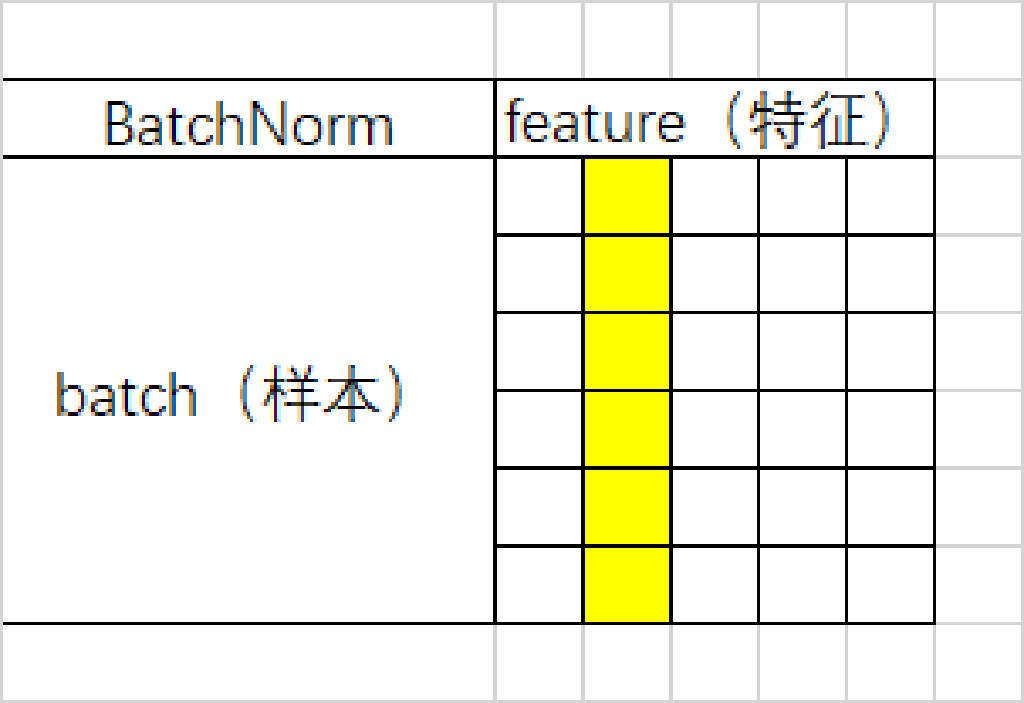 BatchNorm
feature（特征）
batch（样本）